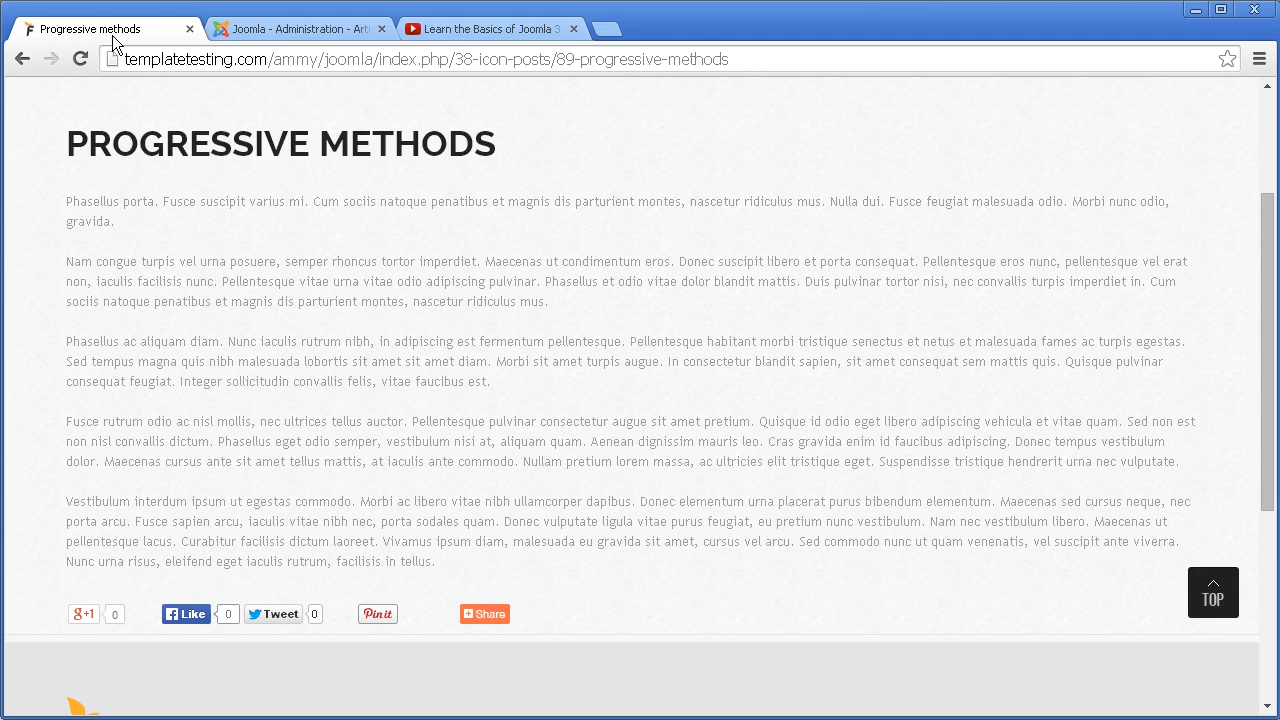 Progressive methods
Joomla - Administration - Arti
Learn the Basics of Joomla 3
templatetesting.com/ammy/joomla/index.php/38-icon-posts/89-progressive-methods
PROGRESSIVE METHODS
Phasellus porta. Fusce suscipit varius mi. Cum sociis natoque penatibus et magnis dis parturient montes, nascetur ridiculus mus. Nulla dui. Fusce feugiat malesuada odio. Morbi nunc odio,
gravida.
Nam congue turpis vel urna posuere, semper rhoncus tortor imperdiet. Maecenas ut condimentum eros. Donec suscipit libero et porta consequat. Pellentesque eros nunc, pellentesque vel erat
non, iaculis facilisis nunc. Pellentesque vitae urna vitae odio adipiscing pulvinar. Phasellus et odio vitae dolor blandit mattis. Duis pulvinar tortor nisi, nec convallis turpis imperdiet in. Cum
sociis natoque penatibus et magnis dis parturient montes, nascetur ridiculus mus.
Phasellus ac aliquam diam. Nunc iaculis rutrum nibh, in adipiscing est fermentum pellentesque. Pellentesque habitant morbi tristique senectus et netus et malesuada fames ac turpis egestas.
Sed tempus magna quis nibh malesuada lobortis sit amet sit amet diam. Morbi sit amet turpis augue. In consectetur blandit sapien, sit amet consequat sem mattis quis. Quisque pulvinar
consequat feugiat. Integer sollicitudin convallis felis, vitae faucibus est.
Fusce rutrum odio ac nisl mollis, nec ultrices tellus auctor. Pellentesque pulvinar consectetur augue sit amet pretium. Quisque id odio eget libero adipiscing vehicula et vitae quam. Sed non est
non nisl convallis dictum. Phasellus eget odio semper, vestibulum nisi at, aliquam quam. Aenean dignissim mauris leo. Cras gravida enim id faucibus adipiscing. Donec tempus vestibulum
dolor. Maecenas cursus ante sit amet tellus mattis, at iaculis ante commodo. Nullam pretium lorem massa, ac ultricies elit tristique eget. Suspendisse tristique hendrerit urna nec vulputate.
Vestibulum interdum ipsum ut egestas commodo. Morbi ac libero vitae nibh ullamcorper dapibus. Donec elementum urna placerat purus bibendum elementum. Maecenas sed cursus neque, nec
porta arcu. Fusce sapien arcu, iaculis vitae nibh nec, porta sodales quam. Donec vulputate ligula vitae purus feugiat, eu pretium nunc vestibulum. Nam nec vestibulum libero. Maecenas ut
pellentesque lacus. Curabitur facilisis dictum laoreet. Vivamus ipsum diam, malesuada eu gravida sit amet, cursus vel arcu. Sed commodo nunc ut quam venenatis, vel suscipit ante viverra.
Nunc urna risus, eleifend eget iaculis rutrum, facilisis in tellus.
TOP
g+1 0 Like 0 Tweet 0 Pin it Share